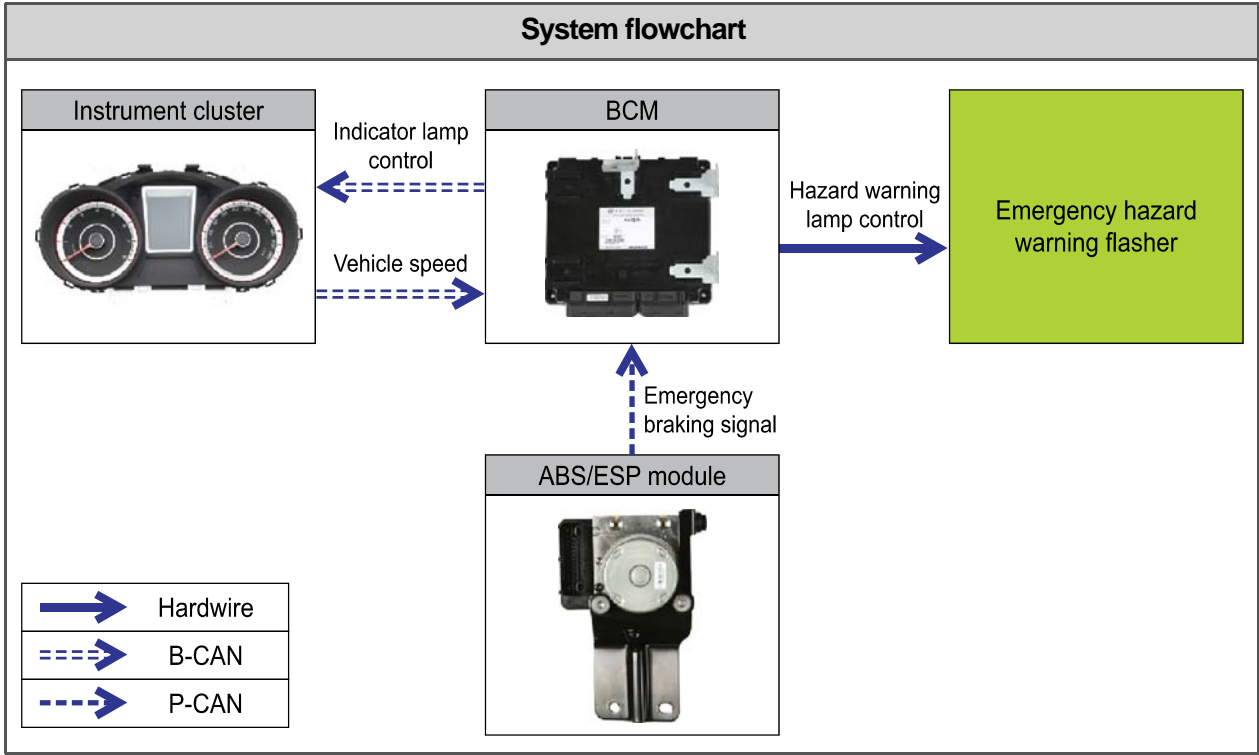 System flowchart
Instrument cluster
Indicator lamp
control
Vehicle speed
BCM
Hazard warning
lamp control
Emergency hazard
warning flasher
Emergency
braking signal
ABS/ESP module
Hardwire
B-CAN
P-CAN